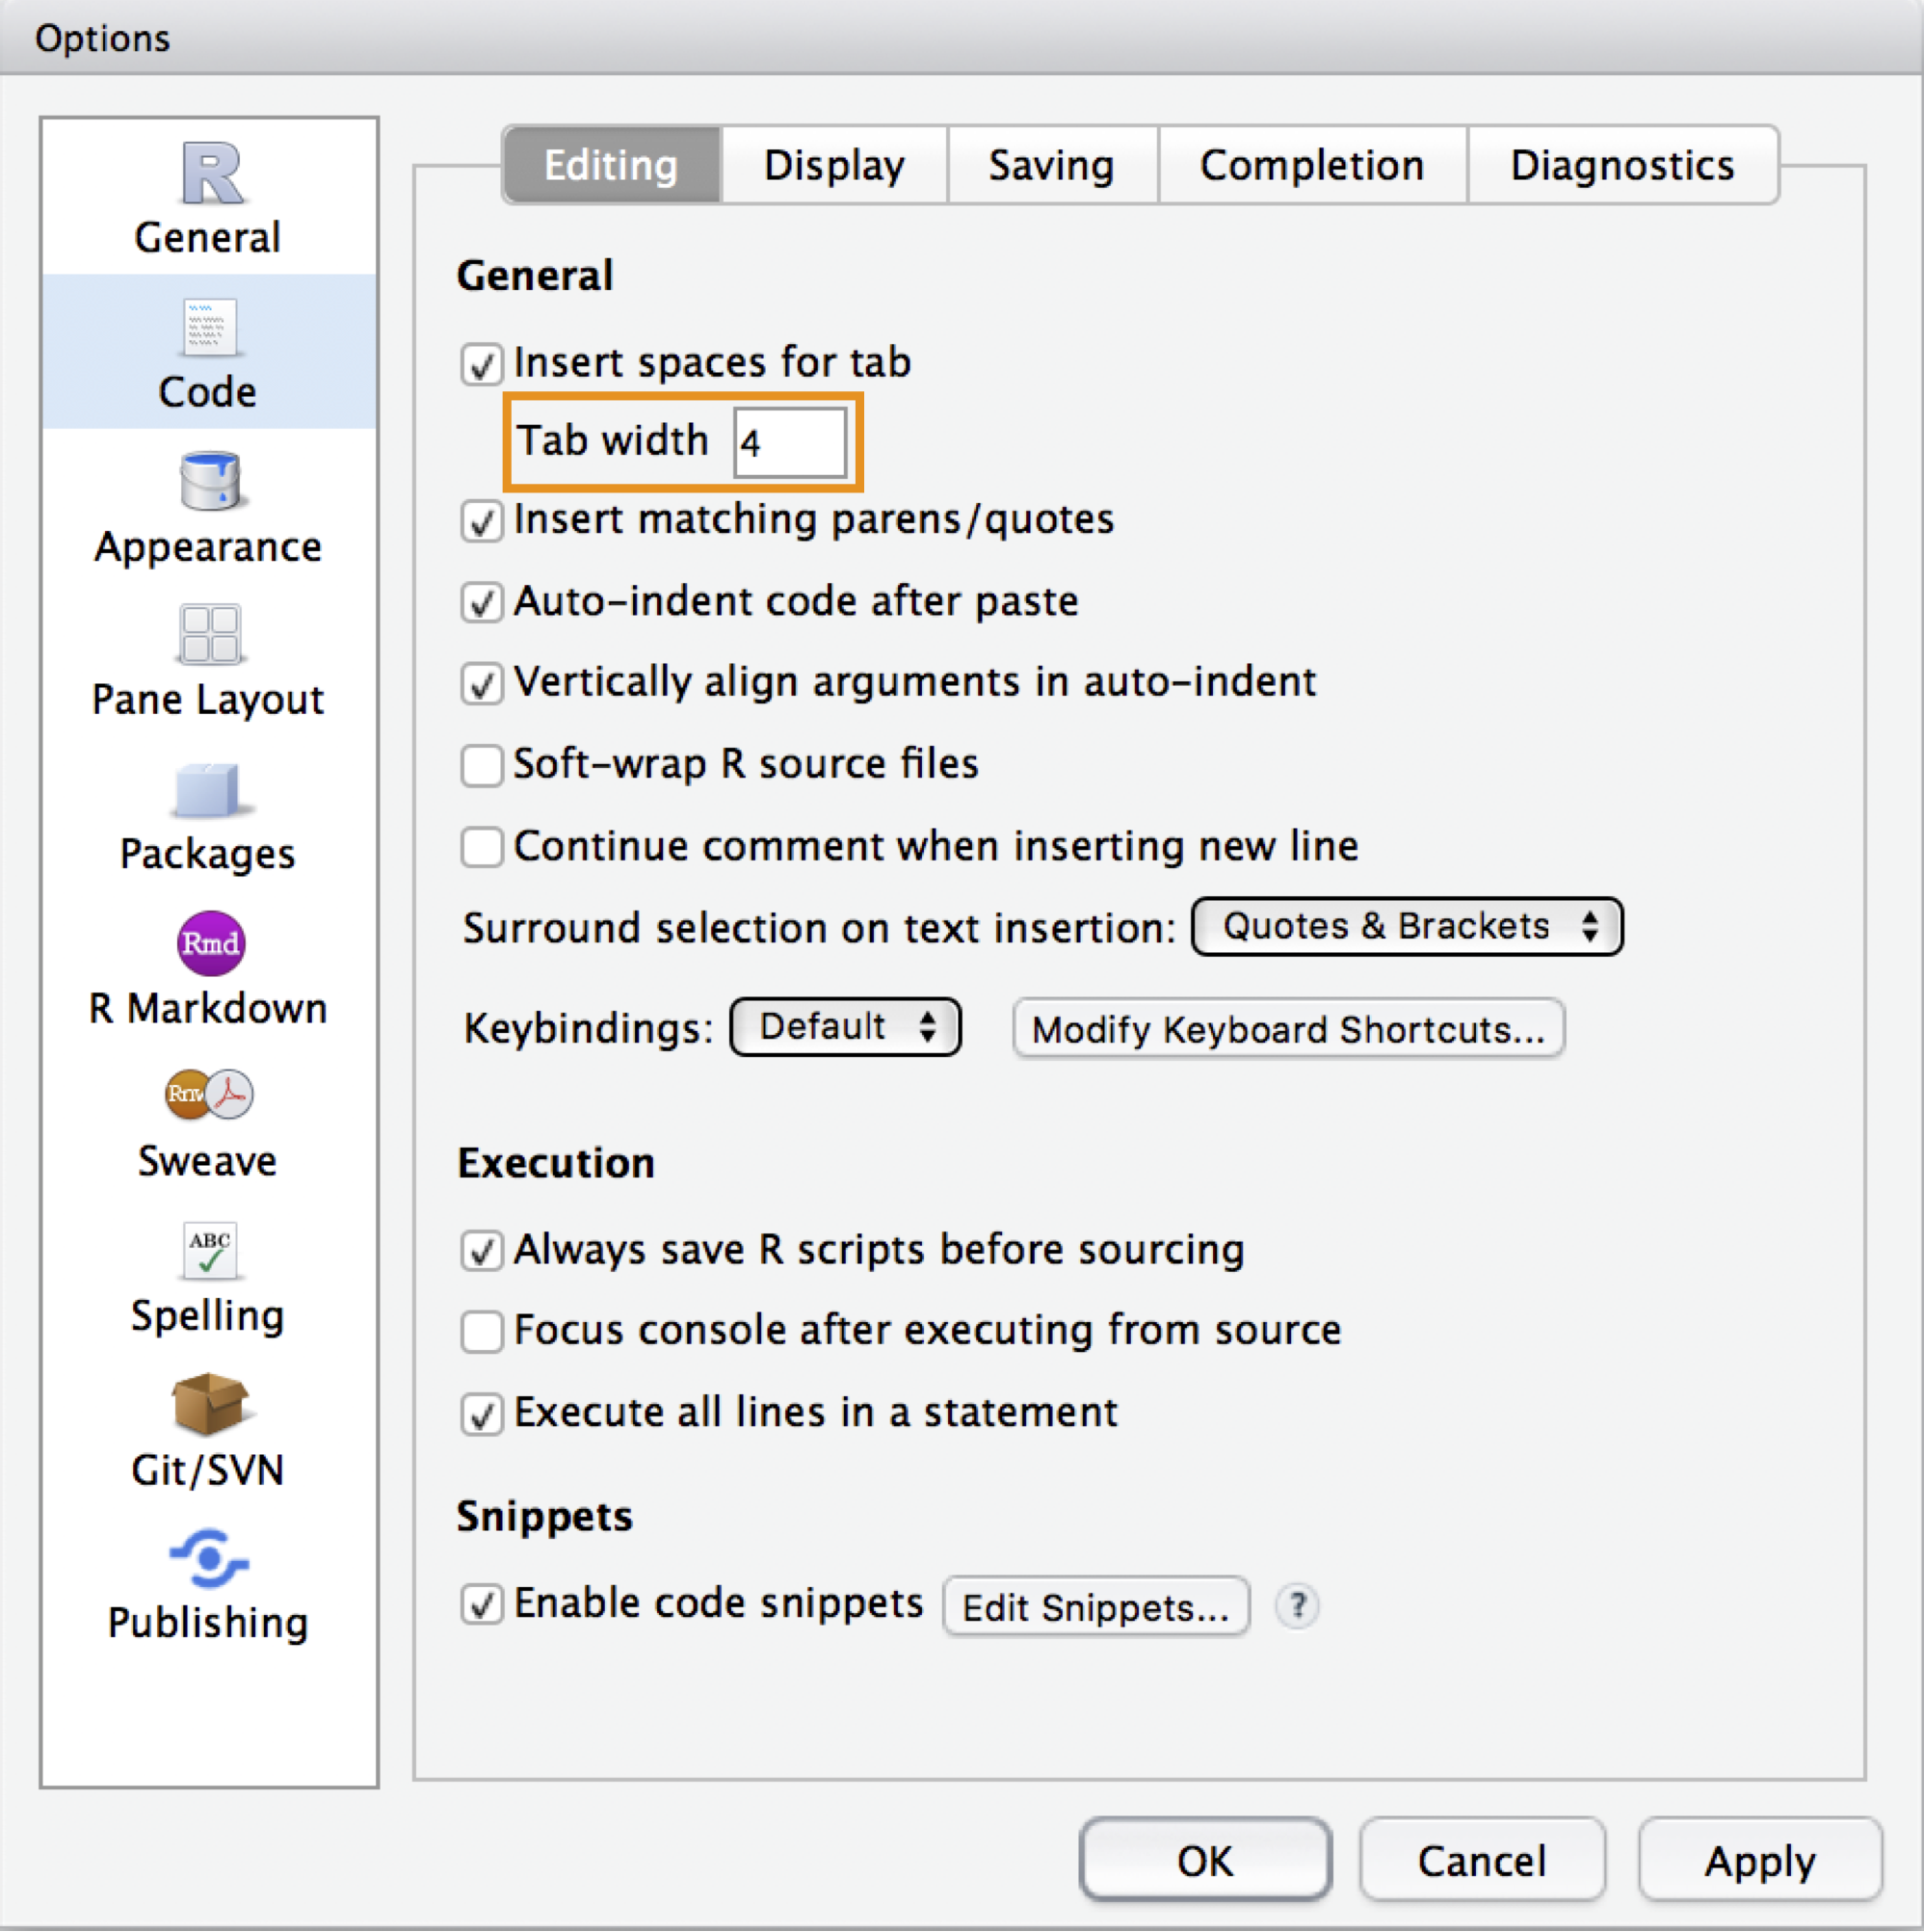 Options
R
General
Code
Appearance
Pane Layout
Packages
Rmd
R Markdown
Rnw
Sweave
ABC
Spelling
Git/SVN
Publishing
Editing Display Saving Completion Diagnostics
General
Insert spaces for tab
Tab width 4
Insert matching parens/quotes
Auto-indent code after paste
Vertically align arguments in auto-indent
Soft-wrap R source files
Continue comment when inserting new line
Surround selection on text insertion: Quotes & Brackets
Keybindings: Default Modify Keyboard Shortcuts...
Execution
Always save R scripts before sourcing
Focus console after executing from source
Execute all lines in a statement
Snippets
Enable code snippets Edit Snippets... ?
OK Cancel Apply